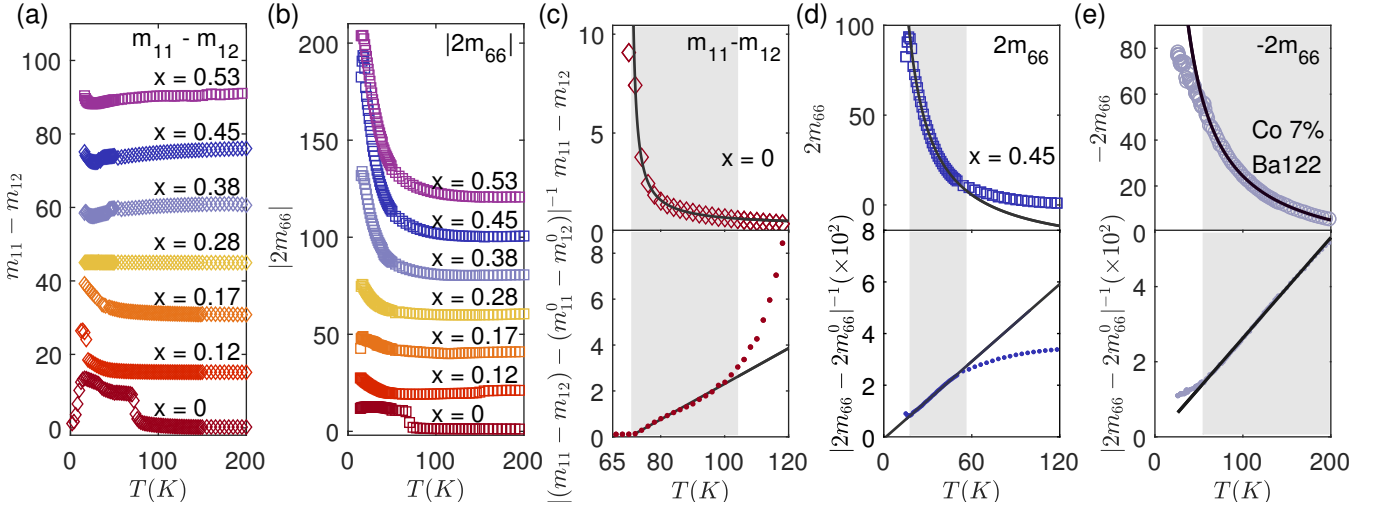 (a)
m11 - m12
x = 0.53
x = 0.45
x = 0.38
x = 0.28
x = 0.17
x = 0.12
x = 0
m11 − m12
100
80
60
40
20
0
0 100 200
T(K)
(b)
|2m66|
x = 0.53
x = 0.45
x = 0.38
x = 0.28
x = 0.17
x = 0.12
x = 0
|2m66|
200
150
100
50
0
0 100 200
T(K)
(c)
m11-m12
x = 0
m11 − m12
10
5
0
|(m11 − m12) − (m⁰11 − m⁰12)|⁻¹
8
6
4
2
0
65 80 100 120
T(K)
(d)
2m66
x = 0.45
2m66
100
50
0
|2m66 − 2m⁰66|⁻¹(×10²)
8
6
4
2
0
0 60 120
T(K)
(e)
-2m66
Co 7%
Ba122
−2m66
80
60
40
20
0
|2m66 − 2m⁰66|⁻¹(×10²)
4
2
0
0 100 200
T(K)